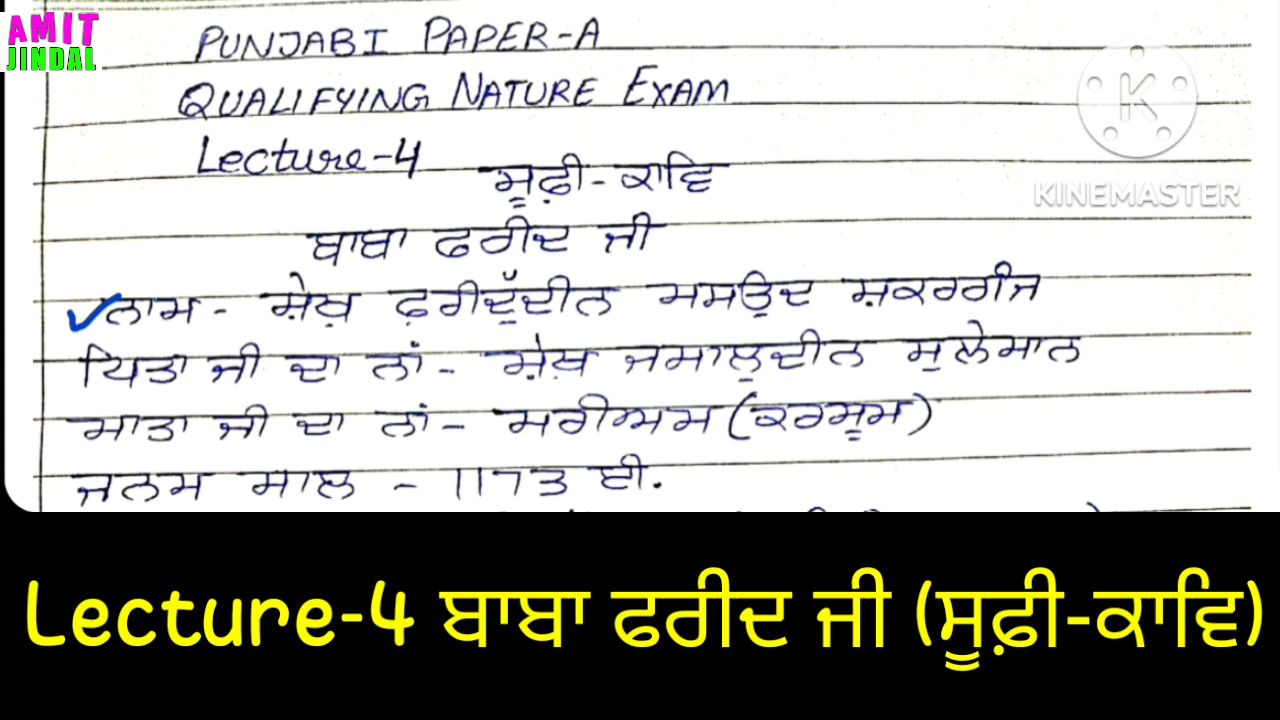 AMIT
JINDAL
PUNJABI PAPER-A
QUALIFYING NATURE EXAM
Lecture-4
ਸੂਫ਼ੀ-ਕਾਵਿ
ਬਾਬਾ ਫਰੀਦ ਜੀ
ਨਾਮ - ਸ਼ੇਖ਼ ਫ਼ਰੀਦੁੱਦੀਨ ਮਸਊਦ ਸ਼ਕਰਗੰਜ
ਪਿਤਾ ਜੀ ਦਾ ਨਾਂ - ਸ਼ੇਖ਼ ਜਮਾਲੁਦੀਨ ਸੁਲੇਮਾਨ
ਮਾਤਾ ਜੀ ਦਾ ਨਾਂ - ਮਰੀਅਮ (ਕਰਸੂਮ)
ਜਨਮ ਸਾਲ - 1173 ਈ.
K
KINEMASTER
Lecture-4 ਬਾਬਾ ਫਰੀਦ ਜੀ (ਸੂਫ਼ੀ-ਕਾਵਿ)